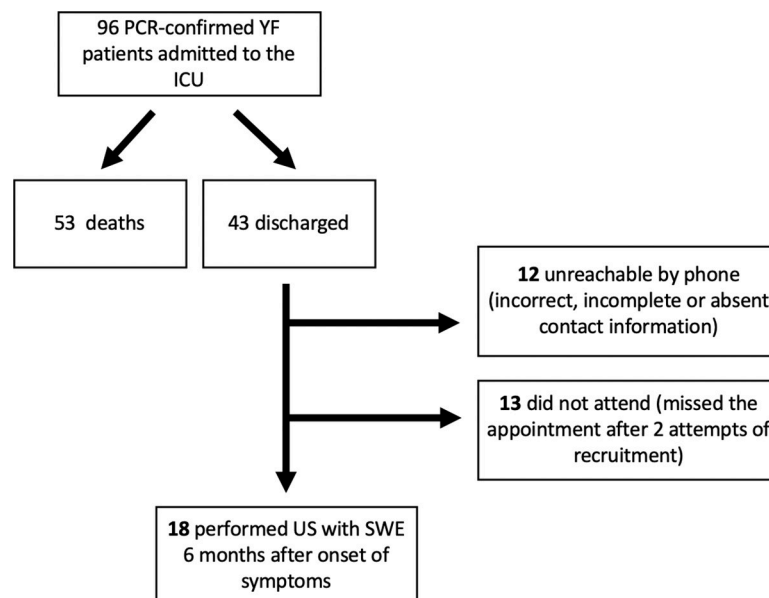 96 PCR-confirmed YF
patients admitted to the
ICU
53 deaths
43 discharged
12 unreachable by phone
(incorrect, incomplete or absent
contact information)
13 did not attend (missed the
appointment after 2 attempts of
recruitment)
18 performed US with SWE
6 months after onset of
symptoms